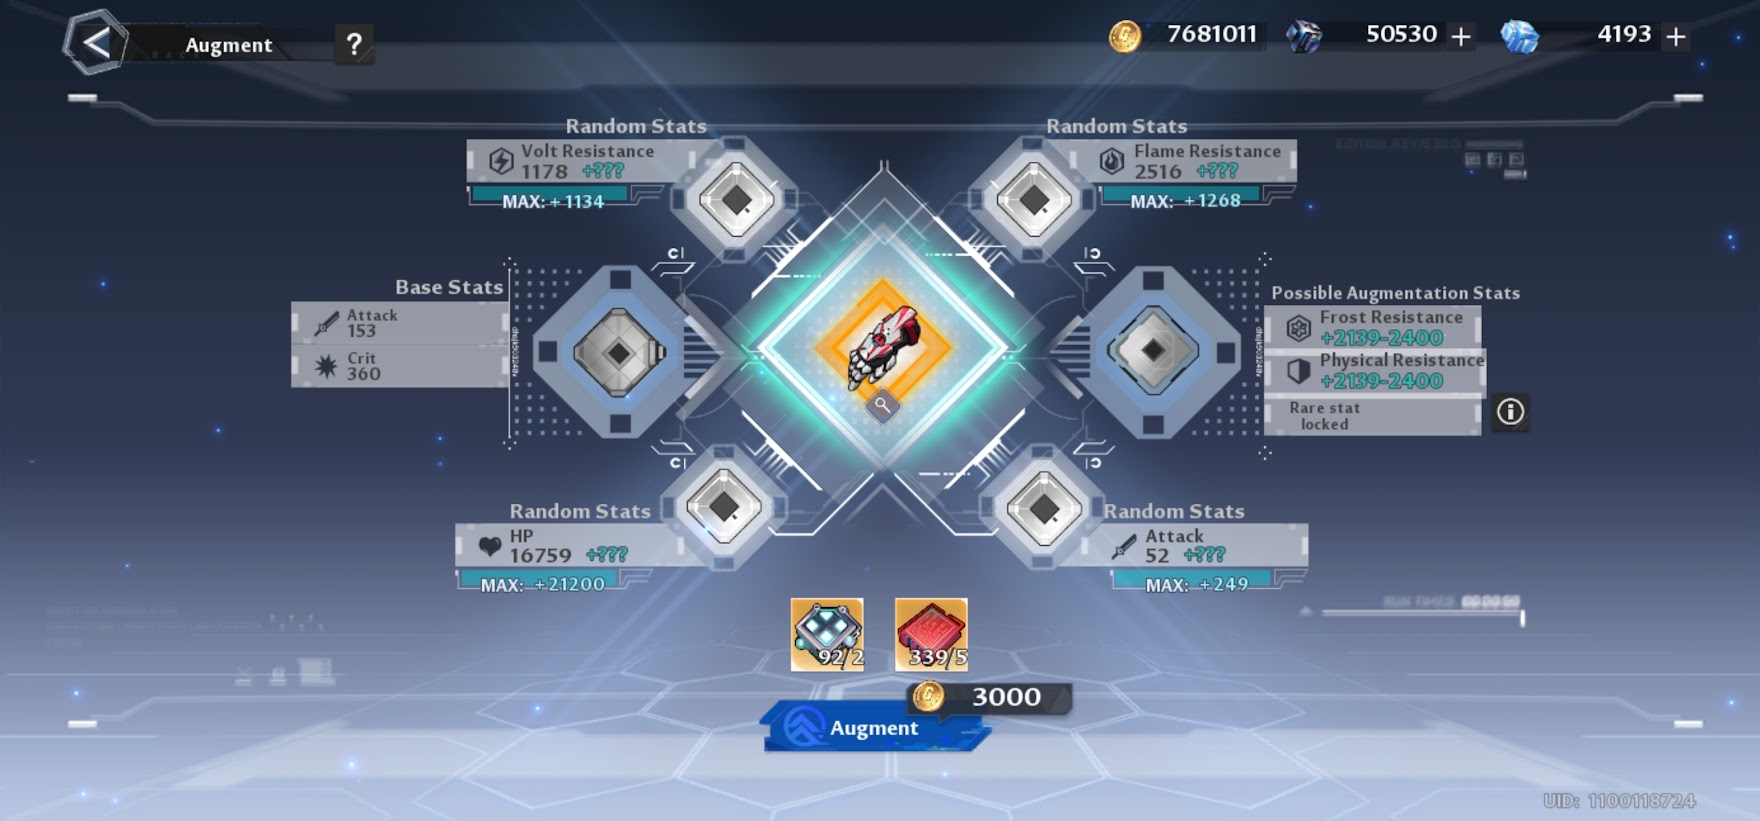 Augment
?
7681011
50530 +
4193 +
Random Stats
Volt Resistance
1178 +???
MAX: +1134
Random Stats
Flame Resistance
2516 +???
MAX: +1268
Base Stats
Attack
153
Crit
360
Possible Augmentation Stats
Frost Resistance
+2139-2400
Physical Resistance
+2139-2400
Rare stat
locked
Random Stats
HP
16759 +???
MAX: +21200
Random Stats
Attack
52 +???
MAX: +249
92/2
339/5
3000
Augment
UID: 1100118724